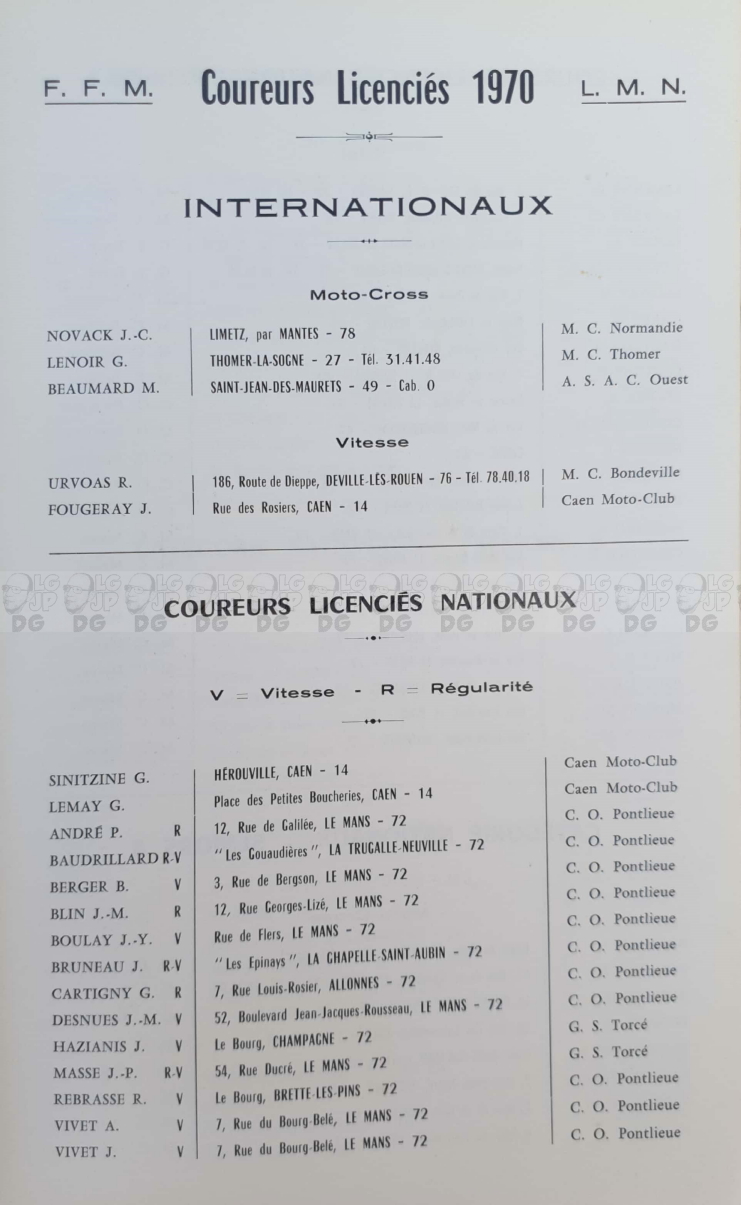 F. F. M. Coureurs Licenciés 1970 L. M. N.
INTERNATIONAUX
Moto-Cross
NOVACK J.-C. LIMETZ, par MANTES - 78 M. C. Normandie
LENOIR G. THOMER-LA-SOGNE - 27 - Tél. 31.41.48 M. C. Thomer
BEAUMARD M. SAINT-JEAN-DES-MAURETS - 49 - Cab. 0 A. S. A. C. Ouest
Vitesse
URVOAS R. 186, Route de Dieppe, DEVILLE-LÈS-ROUEN - 76 - Tél. 78.40.18 M. C. Bondeville
FOUGERAY J. Rue des Rosiers, CAEN - 14 Caen Moto-Club
COUREURS LICENCIÉS NATIONAUX
V = Vitesse - R = Régularité
SINITZINE G. HÉROUVILLE, CAEN - 14 Caen Moto-Club
LEMAY G. Place des Petites Boucheries, CAEN - 14 Caen Moto-Club
ANDRÉ P. R 12, Rue de Galilée, LE MANS - 72 C. O. Pontlieue
BAUDRILLARD R-V "Les Gouaudières", LA TRUGALLE-NEUVILLE - 72 C. O. Pontlieue
BERGER B. V 3, Rue de Bergson, LE MANS - 72 C. O. Pontlieue
BLIN J.-M. R 12, Rue Georges-Lizé, LE MANS - 72 C. O. Pontlieue
BOULAY J.-Y. V Rue de Flers, LE MANS - 72 C. O. Pontlieue
BRUNEAU J. R-V "Les Epinays", LA CHAPELLE-SAINT-AUBIN - 72 C. O. Pontlieue
CARTIGNY G. R 7, Rue Louis-Rosier, ALLONNES - 72 C. O. Pontlieue
DESNUES J.-M. V 52, Boulevard Jean-Jacques-Rousseau, LE MANS - 72 C. O. Pontlieue
HAZIANIS J. V Le Bourg, CHAMPAGNE - 72 G. S. Torcé
MASSE J.-P. R-V 54, Rue Ducré, LE MANS - 72 G. S. Torcé
REBRASSE R. V Le Bourg, BRETTE-LES-PINS - 72 C. O. Pontlieue
VIVET A. V 7, Rue du Bourg-Belé, LE MANS - 72 C. O. Pontlieue
VIVET J. V 7, Rue du Bourg-Belé, LE MANS - 72 C. O. Pontlieue